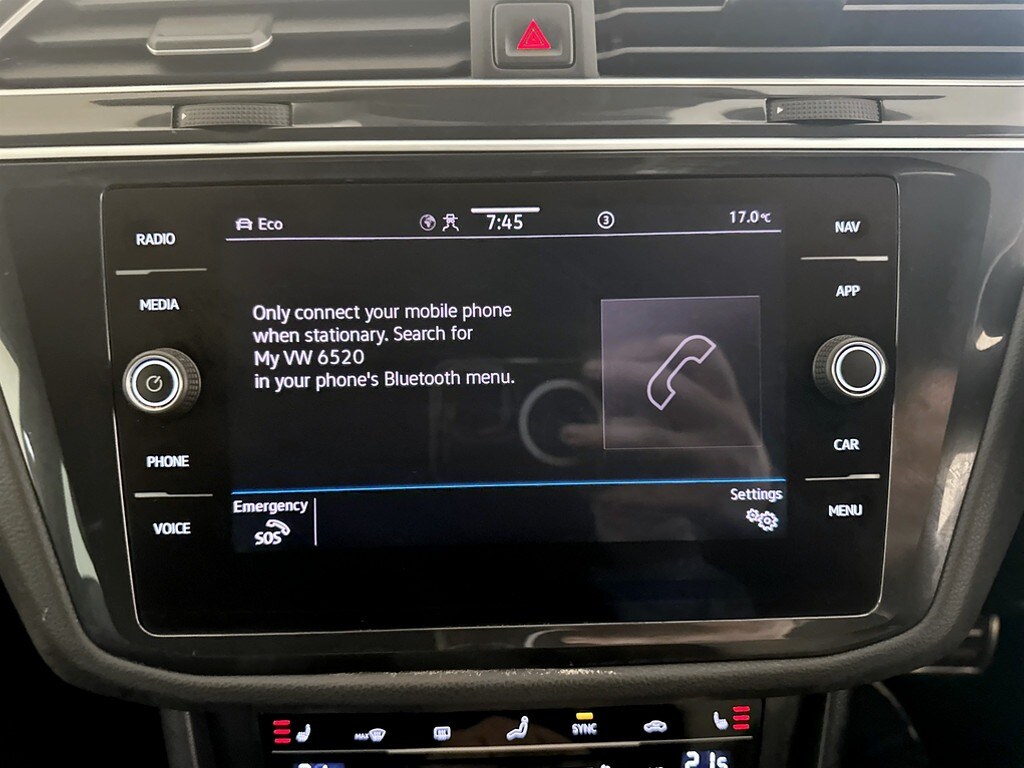 Eco
7:45
3
17.0°C
RADIO
NAV
MEDIA
APP
Only connect your mobile phone
when stationary. Search for
My VW 6520
in your phone's Bluetooth menu.
PHONE
CAR
VOICE
MENU
Emergency
SOS
Settings
MAX
SYNC